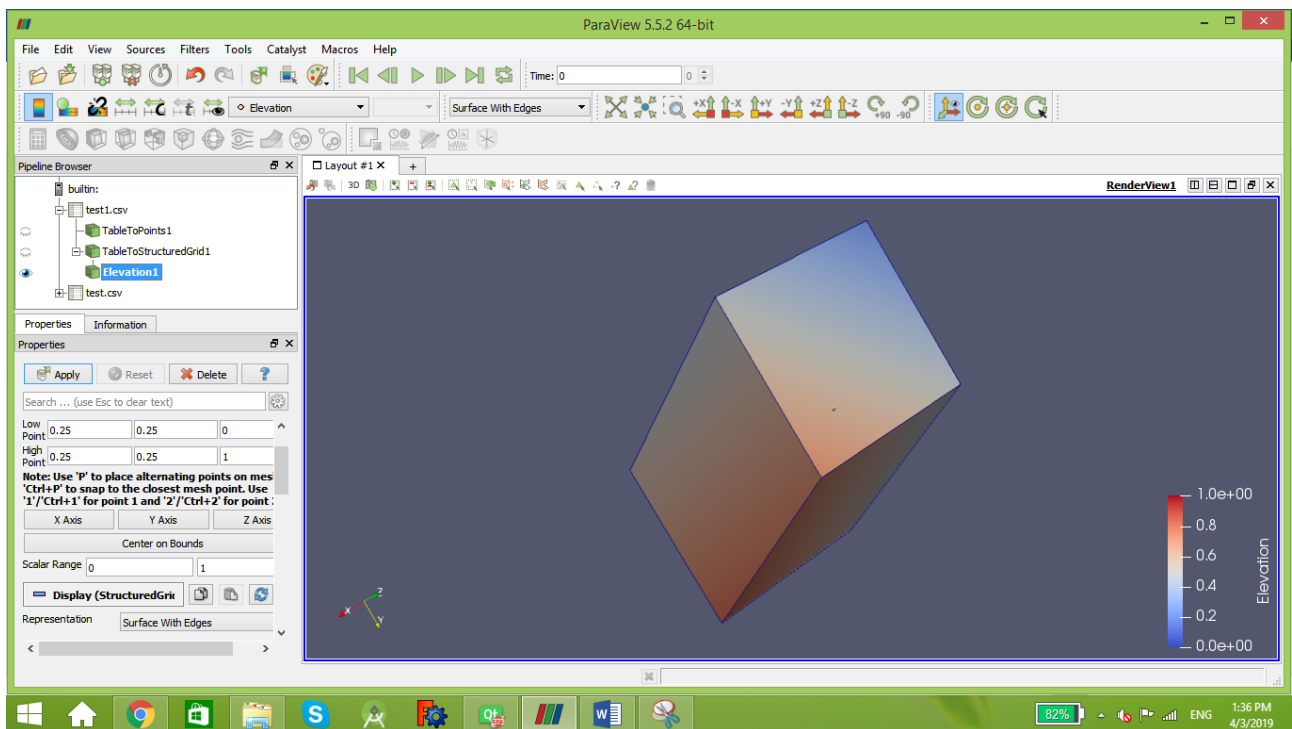 ParaView 5.5.2 64-bit
File Edit View Sources Filters Tools Catalyst Macros Help
Time: 0 0
Elevation Surface With Edges +X -X +Y -Y +Z -Z +90 -90
Pipeline Browser
Layout #1 +
3D RenderView1
builtin:
test1.csv
TableToPoints1
TableToStructuredGrid1
Elevation1
test.csv
Properties Information
Properties
Apply Reset Delete ?
Search ... (use Esc to clear text)
Low Point 0.25 0.25 0
High Point 0.25 0.25 1
Note: Use 'P' to place alternating points on mes
'Ctrl+P' to snap to the closest mesh point. Use
'1'/'Ctrl+1' for point 1 and '2'/'Ctrl+2' for point
X Axis Y Axis Z Axis
Center on Bounds
Scalar Range 0 1
Display (StructuredGri
Representation Surface With Edges
X Y Z
1.0e+00
0.8
0.6
0.4
0.2
0.0e+00
Elevation
82% ENG 1:36 PM
4/3/2019